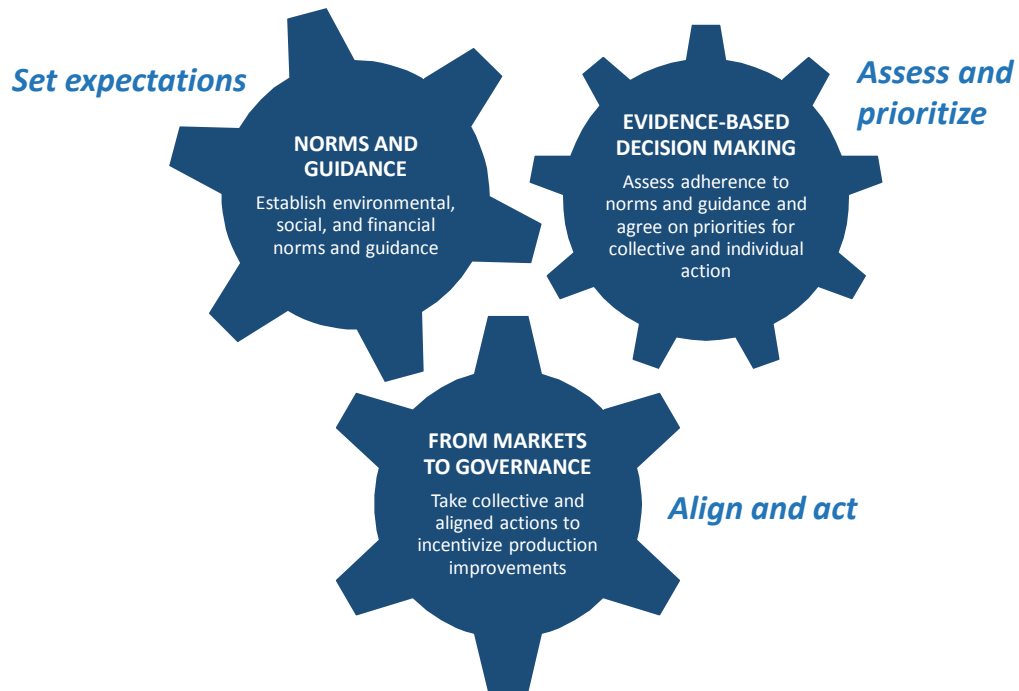 Set expectations
NORMS AND
GUIDANCE
Establish environmental,
social, and financial
norms and guidance
Assess and
prioritize
EVIDENCE-BASED
DECISION MAKING
Assess adherence to
norms and guidance and
agree on priorities for
collective and individual
action
FROM MARKETS
TO GOVERNANCE
Take collective and
aligned actions to
incentivize production
improvements
Align and act